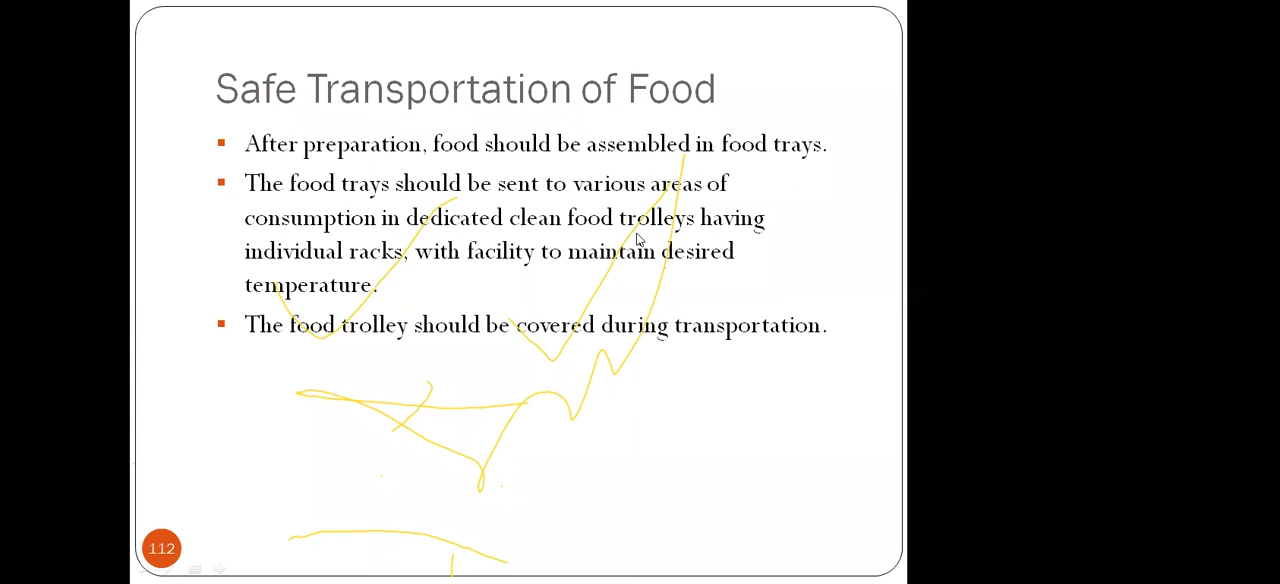 Safe Transportation of Food
After preparation, food should be assembled in food trays.
The food trays should be sent to various areas of
consumption in dedicated clean food trolleys having
individual racks, with facility to maintain desired
temperature.
The food trolley should be covered during transportation.
112